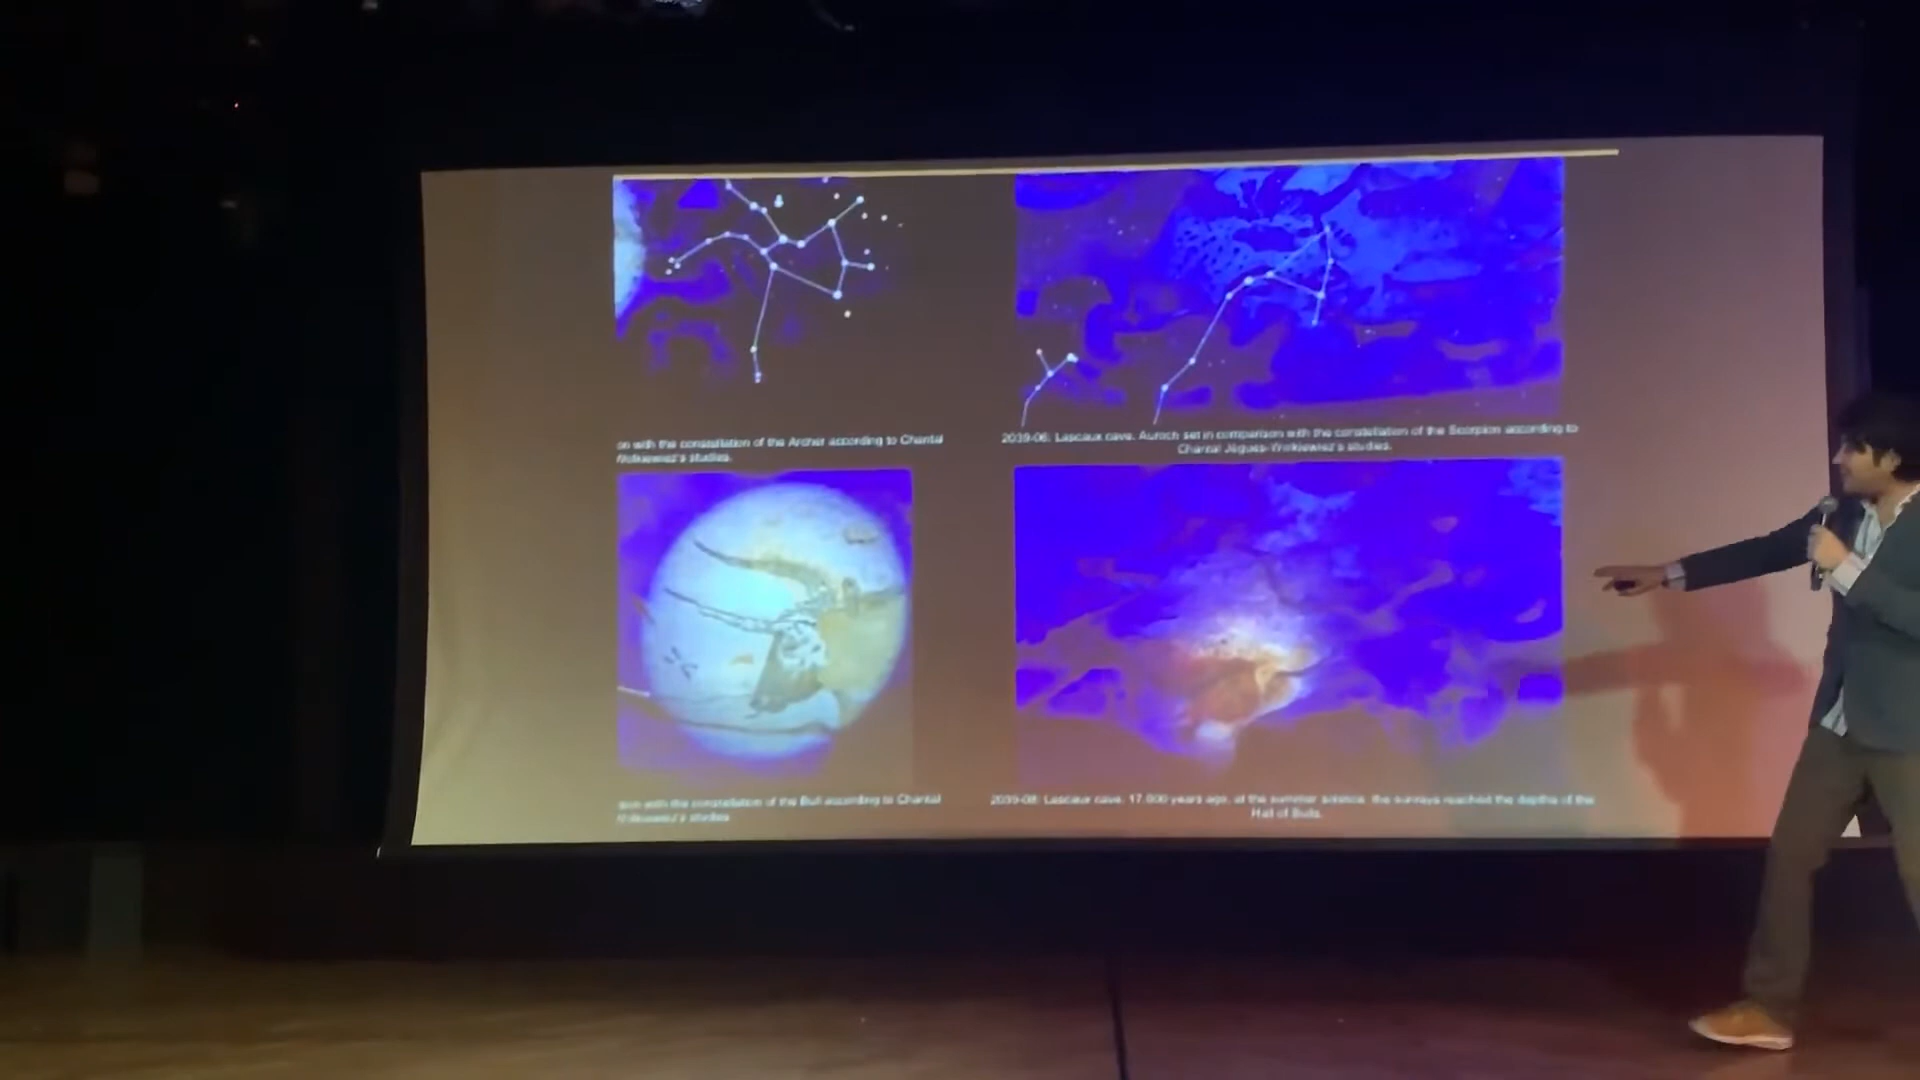 on with the constellation of the Archer according to Chantal
Wolkiewiez's studies.
2039-06: Lascaux cave. Auroch set in comparison with the constellation of the Scorpion according to
Chantal Jègues-Wolkiewiez's studies.
son with the constellation of the Bull according to Chantal
Wolkiewiez's studies
2039-08: Lascaux cave, 17.000 years ago, at the summer solstice, the sunrays reached the depths of the
Hall of Bulls.